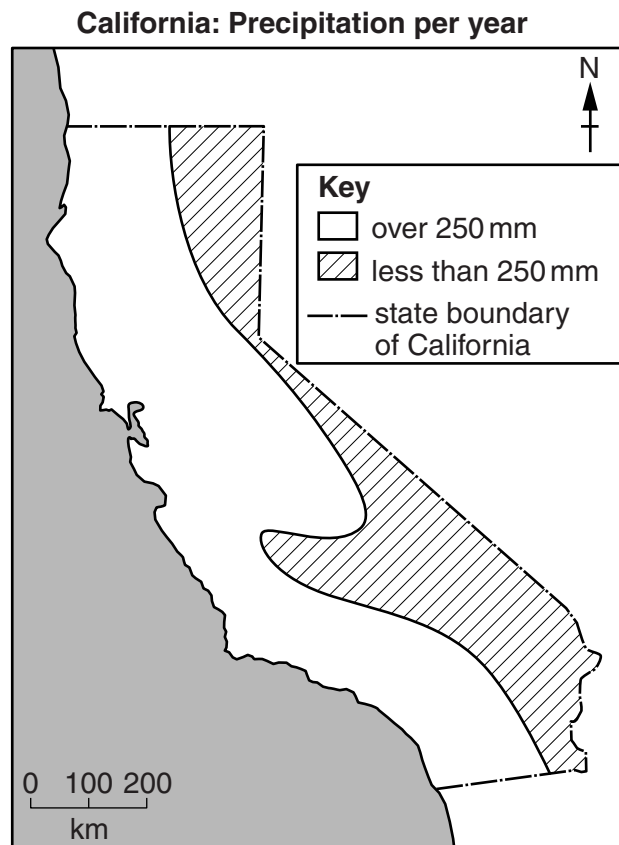 California: Precipitation per year
N
Key
over 250 mm
less than 250 mm
state boundary
of California
0 100 200
km